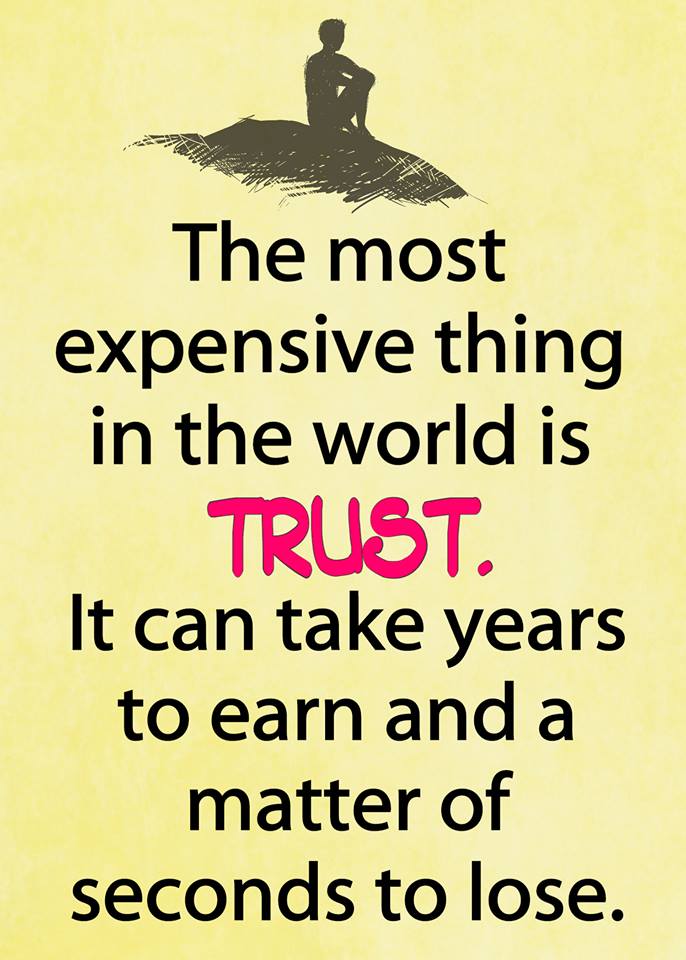 The most
expensive thing
in the world is
TRUST.
It can take years
to earn and a
matter of
seconds to lose.